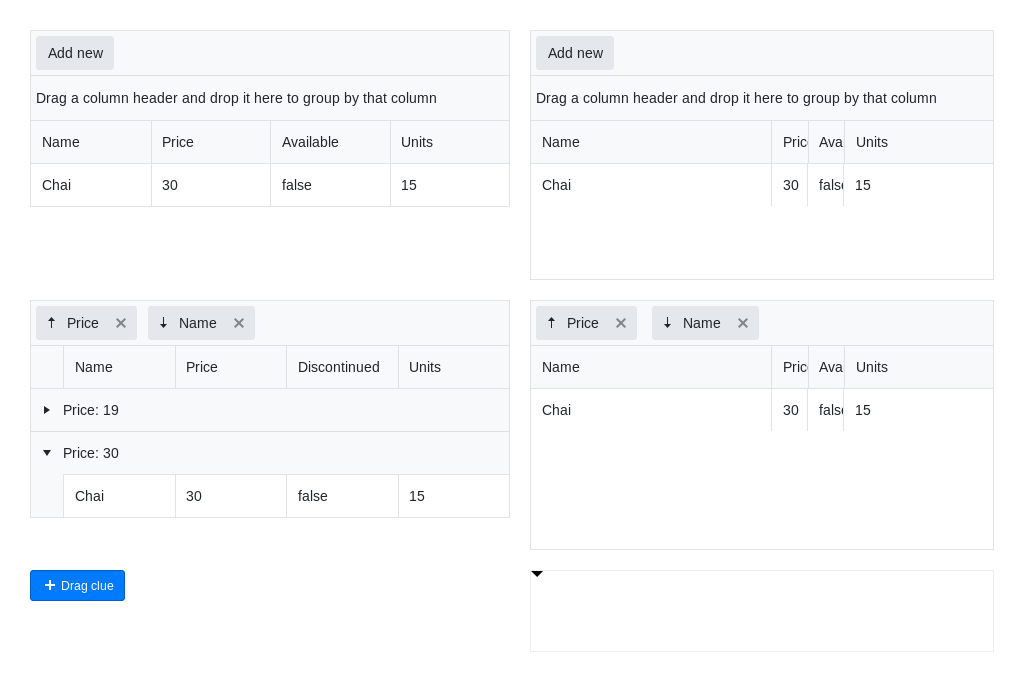 Add new
Drag a column header and drop it here to group by that column
Name Price Available Units
Chai 30 false 15
Add new
Drag a column header and drop it here to group by that column
Name Pric Ava Units
Chai 30 fals 15
Price Name
Name Price Discontinued Units
Price: 19
Price: 30
Chai 30 false 15
Price Name
Name Pric Ava Units
Chai 30 fals 15
Drag clue